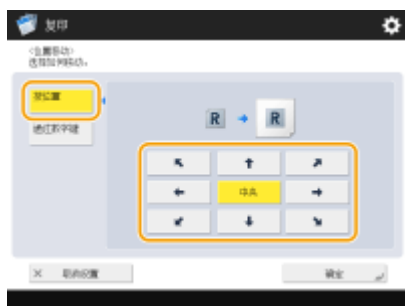 复印
<位置移动>
选择如何移动。
按位置
通过数字键
R
R
中央
× 取消设置
确定